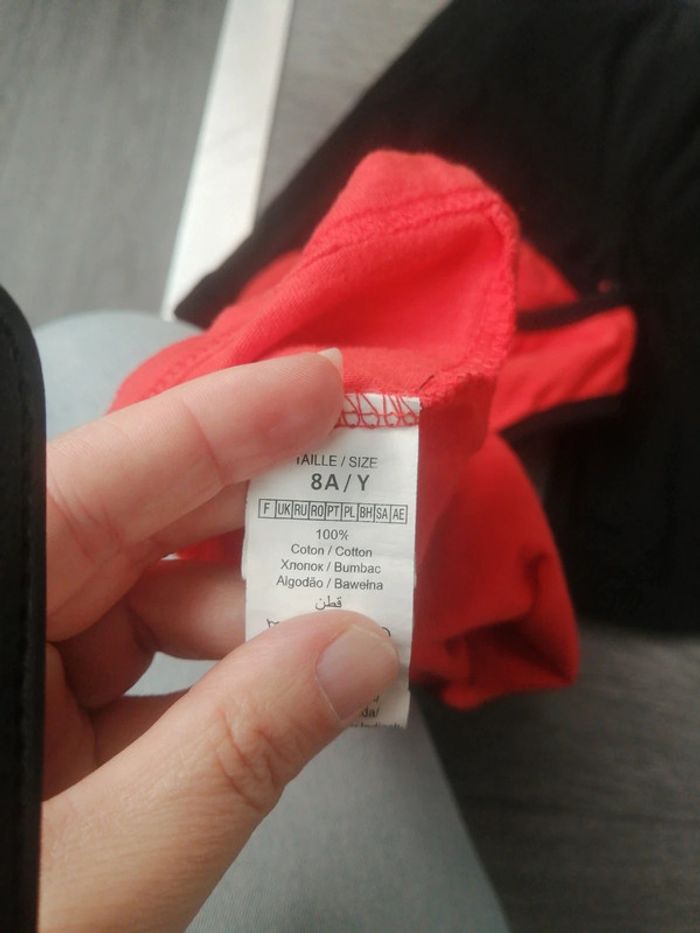 TAILLE / SIZE
8A / Y
F UK RU RO PT PL BH SA AE
100%
Coton / Cotton
Хлопок / Bumbac
Algodão / Bawełna
قطن